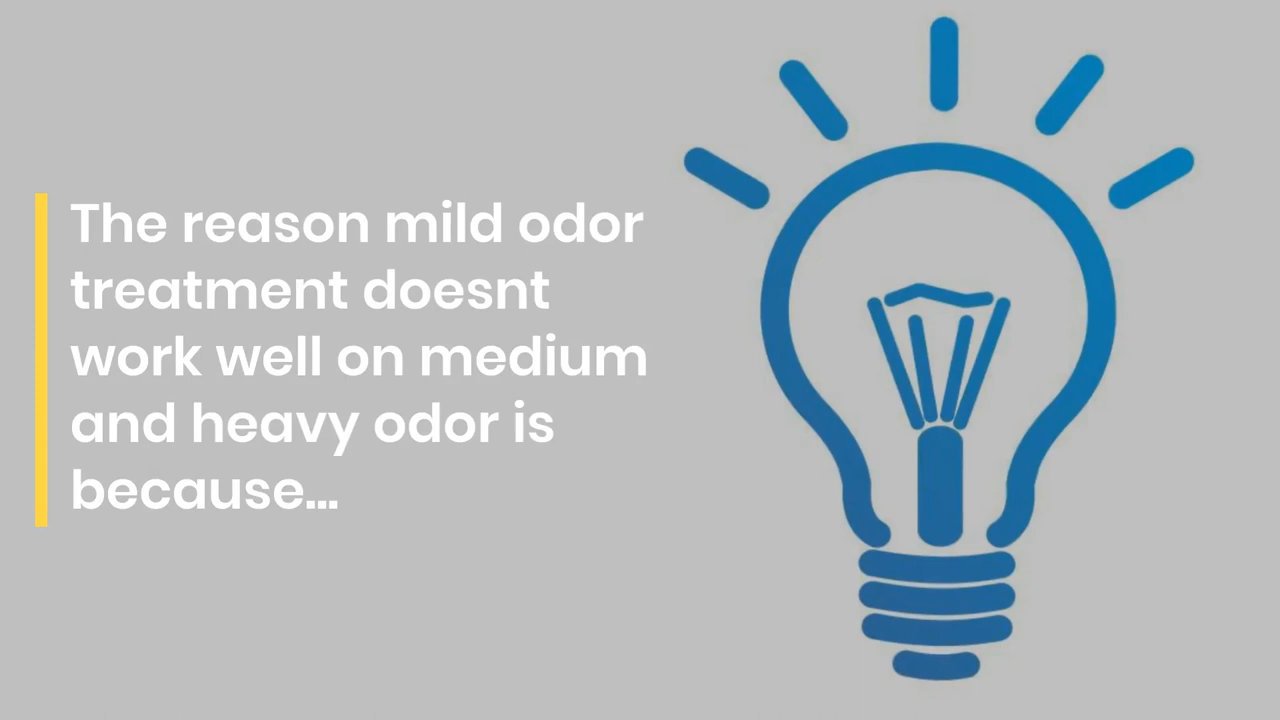 The reason mild odor
treatment doesnt
work well on medium
and heavy odor is
because...